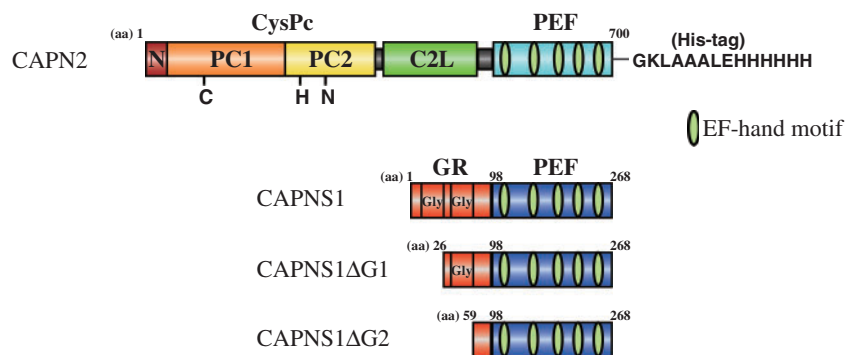 CysPc PEF
(aa) 1 700 (His-tag)
CAPN2 N PC1 PC2 C2L GKLAAALEHHHHHH
C H N
EF-hand motif
GR PEF
(aa) 1 98 268
CAPNS1 Gly Gly
(aa) 26 98 268
CAPNS1ΔG1 Gly
(aa) 59 98 268
CAPNS1ΔG2